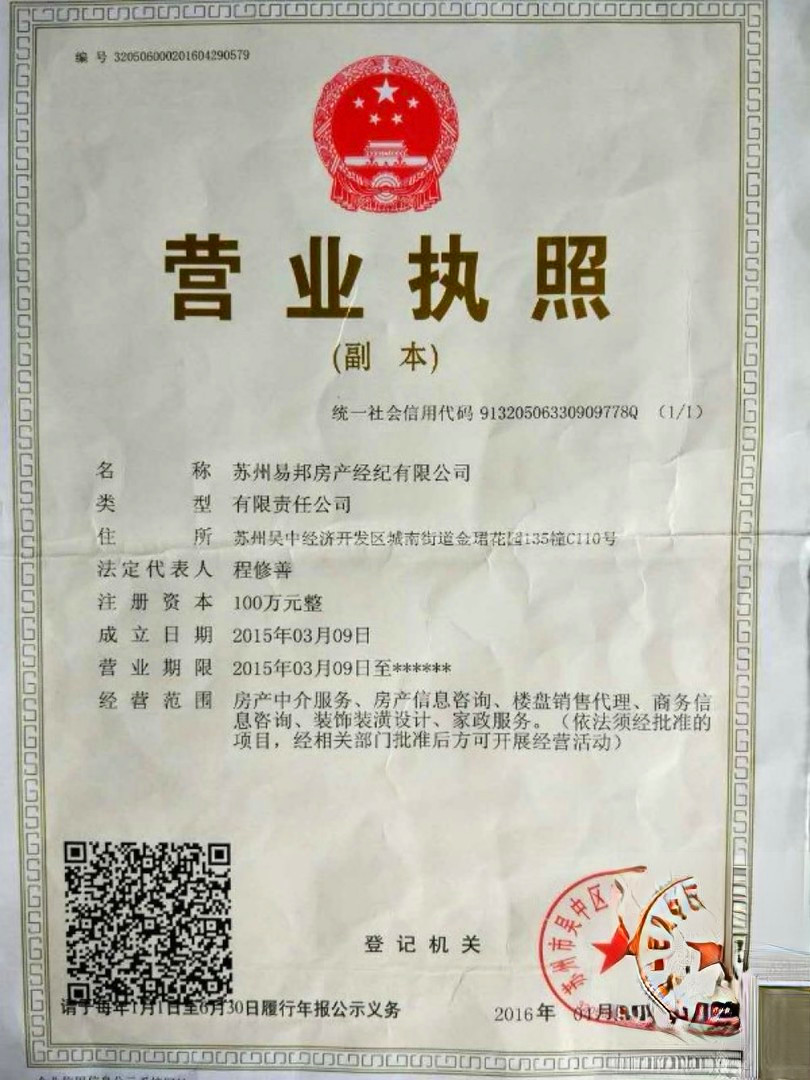 编 号 320506000201604290579
营业执照
(副 本)
统一社会信用代码 91320506330909778Q (1/1)
名 称 苏州易邦房产经纪有限公司
类 型 有限责任公司
住 所 苏州吴中经济开发区城南街道金珺花园135幢C110号
法定代表人 程修善
注册资本 100万元整
成立日期 2015年03月09日
营业期限 2015年03月09日至******
经营范围 房产中介服务、房产信息咨询、楼盘销售代理、商务信
息咨询、装饰装潢设计、家政服务。（依法须经批准的
项目，经相关部门批准后方可开展经营活动）
登记机关
苏州市吴中区
请于每年1月1日至6月30日履行年报公示义务
2016年 04月